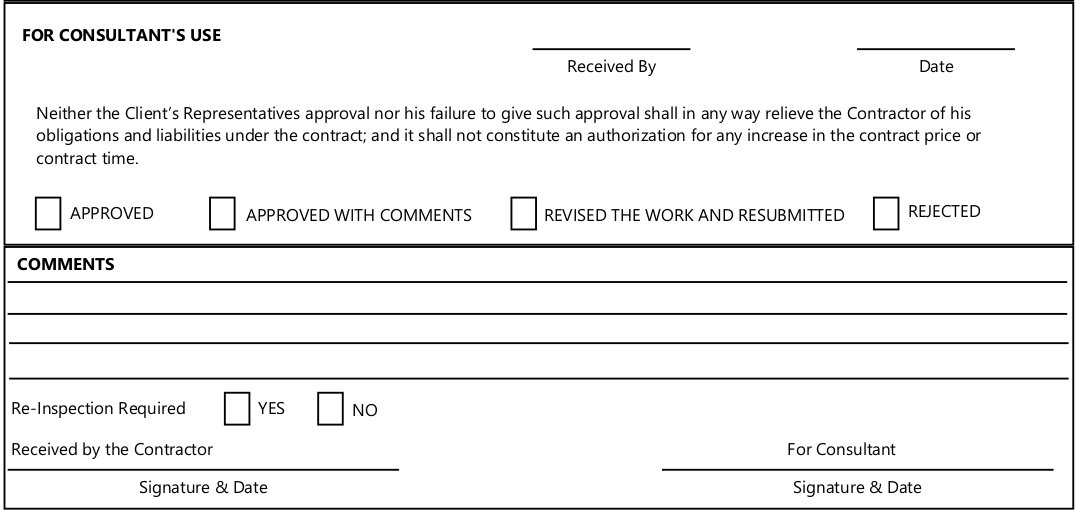 FOR CONSULTANT'S USE
Received By
Date
Neither the Client’s Representatives approval nor his failure to give such approval shall in any way relieve the Contractor of his
obligations and liabilities under the contract; and it shall not constitute an authorization for any increase in the contract price or
contract time.
APPROVED
APPROVED WITH COMMENTS
REVISED THE WORK AND RESUBMITTED
REJECTED
COMMENTS
Re-Inspection Required
YES
NO
Received by the Contractor
For Consultant
Signature & Date
Signature & Date